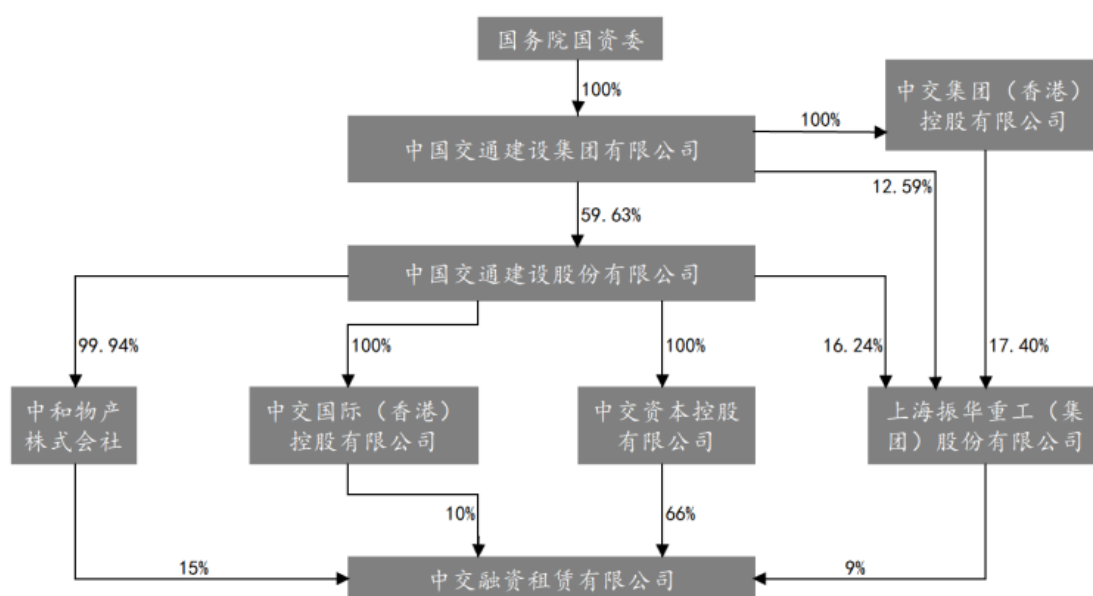 国务院国资委
100%
中交集团（香港）
控股有限公司
100%
中国交通建设集团有限公司
12.59%
59.63%
中国交通建设股份有限公司
99.94%
100%
100%
16.24%
17.40%
中和物产
株式会社
中交国际（香港）
控股有限公司
中交资本控股
有限公司
上海振华重工（集
团）股份有限公司
10%
66%
15%
9%
中交融资租赁有限公司